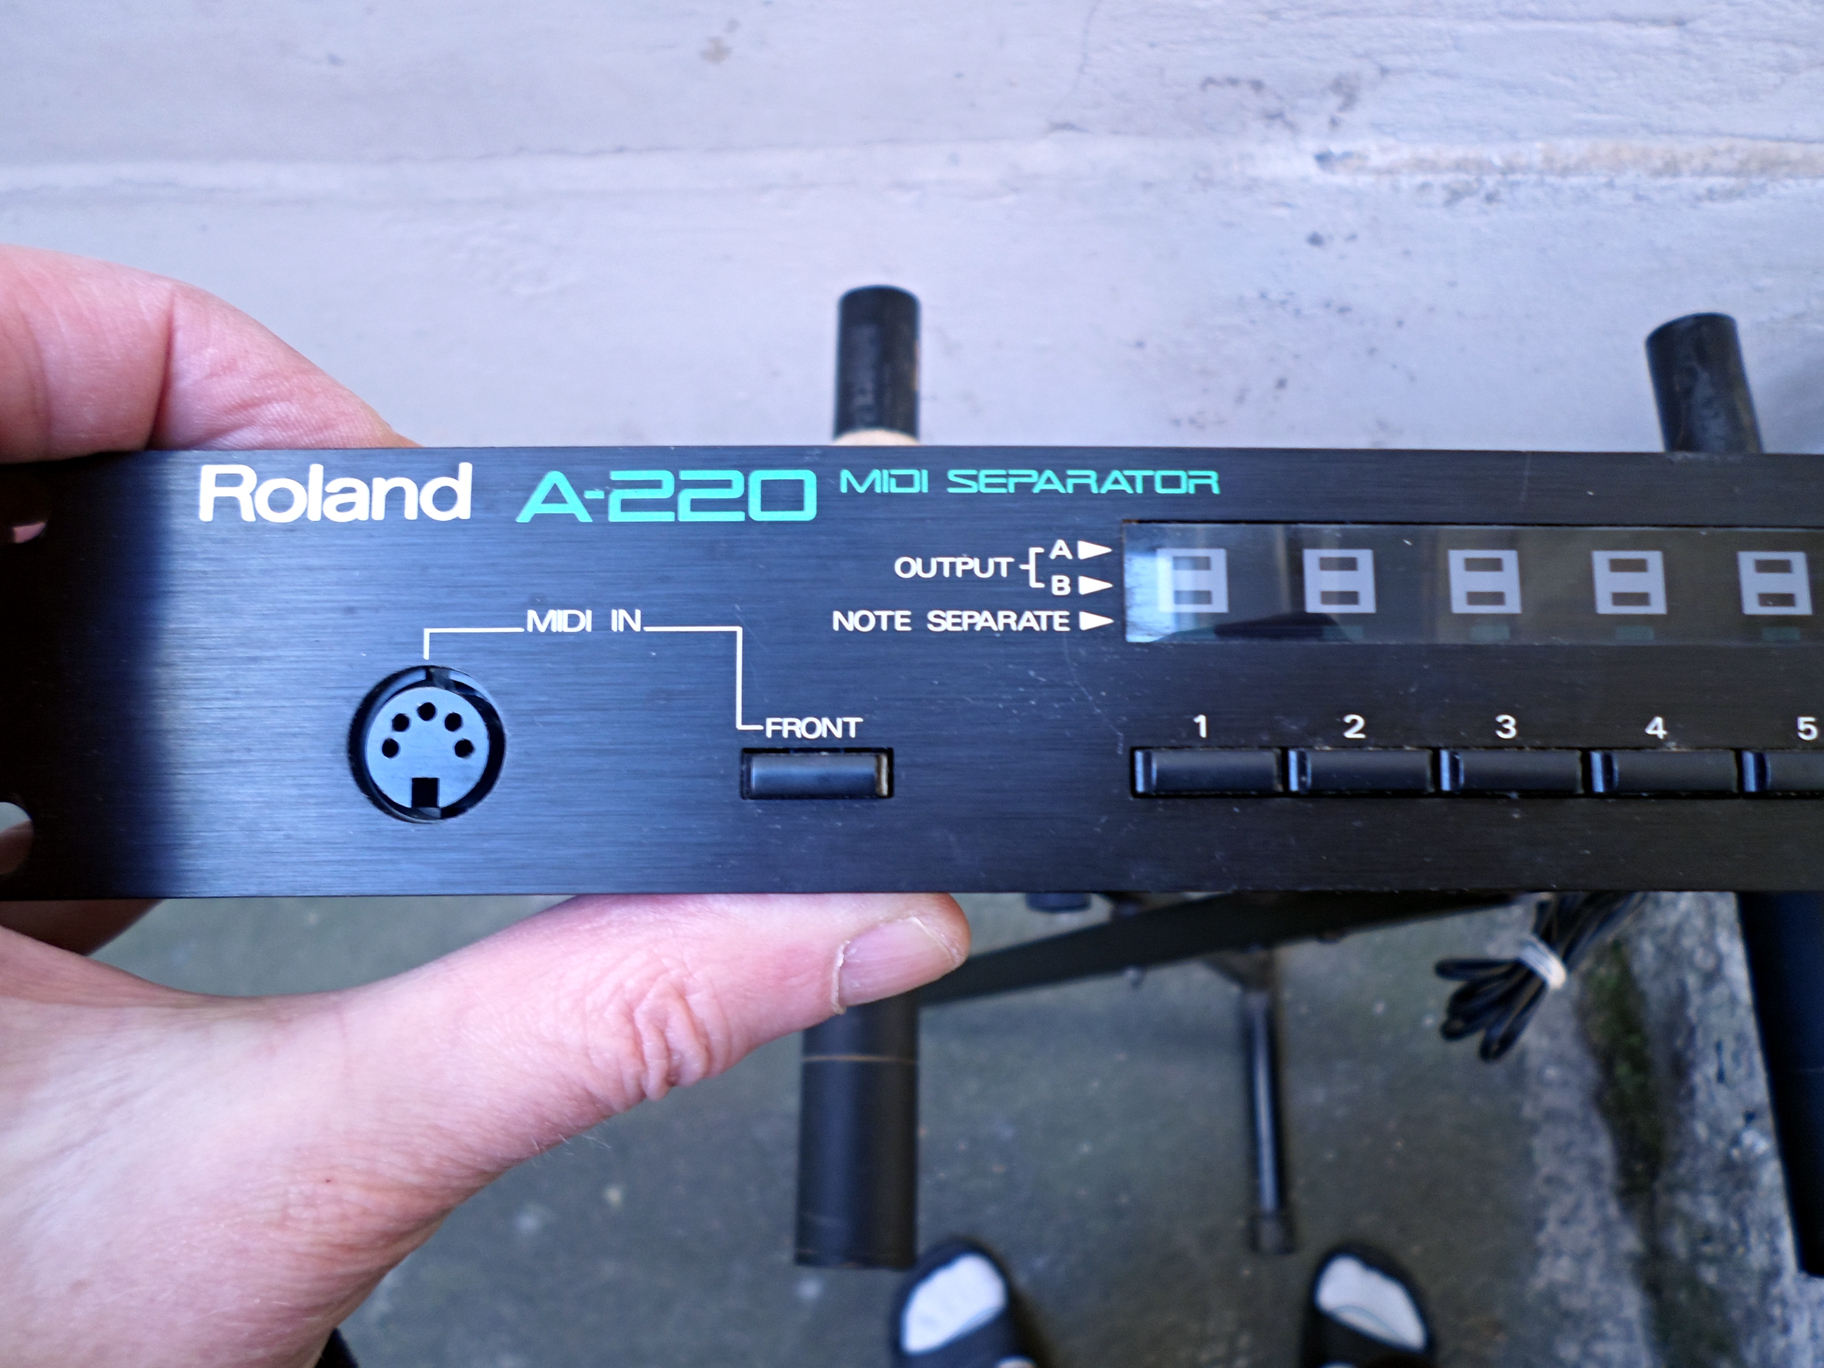 Roland A-220 MIDI SEPARATOR
OUTPUT A
B
NOTE SEPARATE
MIDI IN
FRONT
1 2 3 4 5